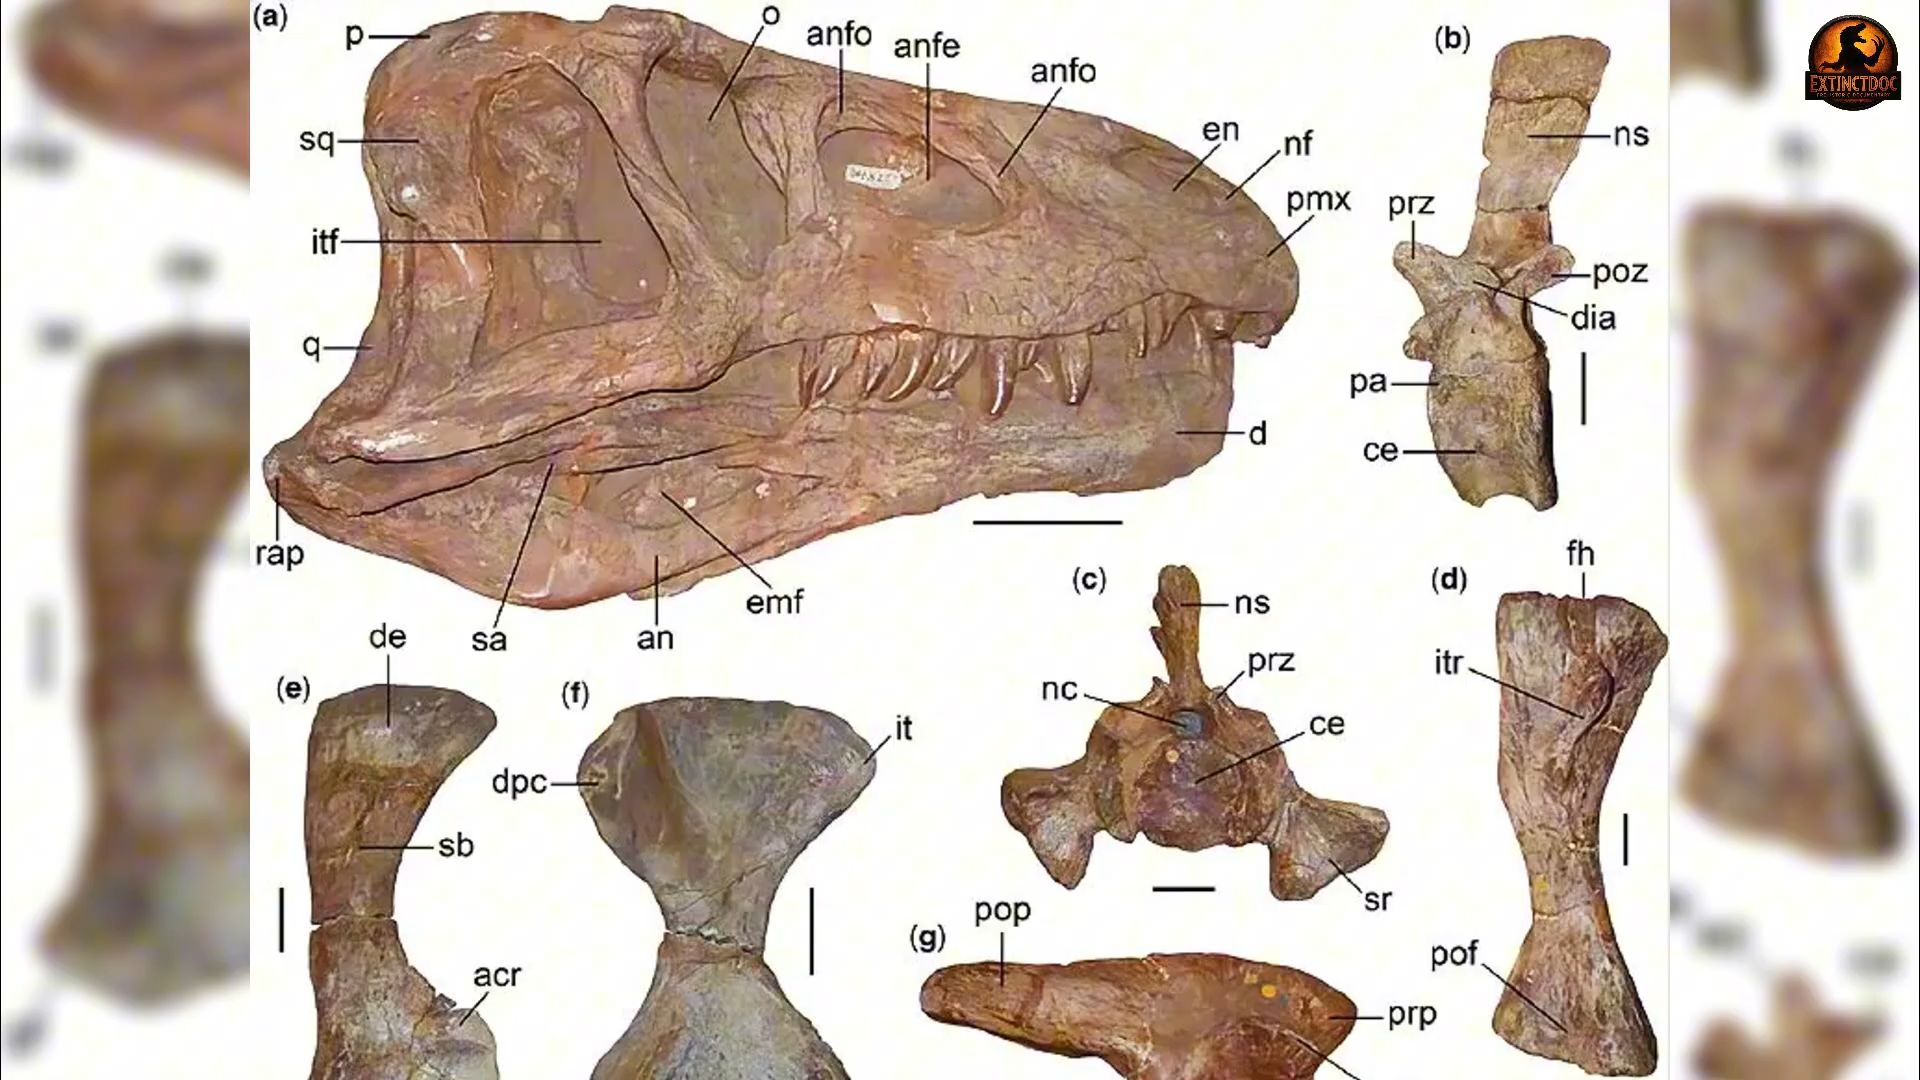 (a)
p
o
anfo
anfe
anfo
sq
en
nf
pmx
itf
q
d
rap
sa
an
emf
(b)
ns
prz
poz
dia
pa
ce
(c)
ns
prz
nc
ce
sr
(d)
fh
itr
pof
(e)
de
sb
acr
(f)
it
dpc
(g)
pop
prp
EXTINCTDOC